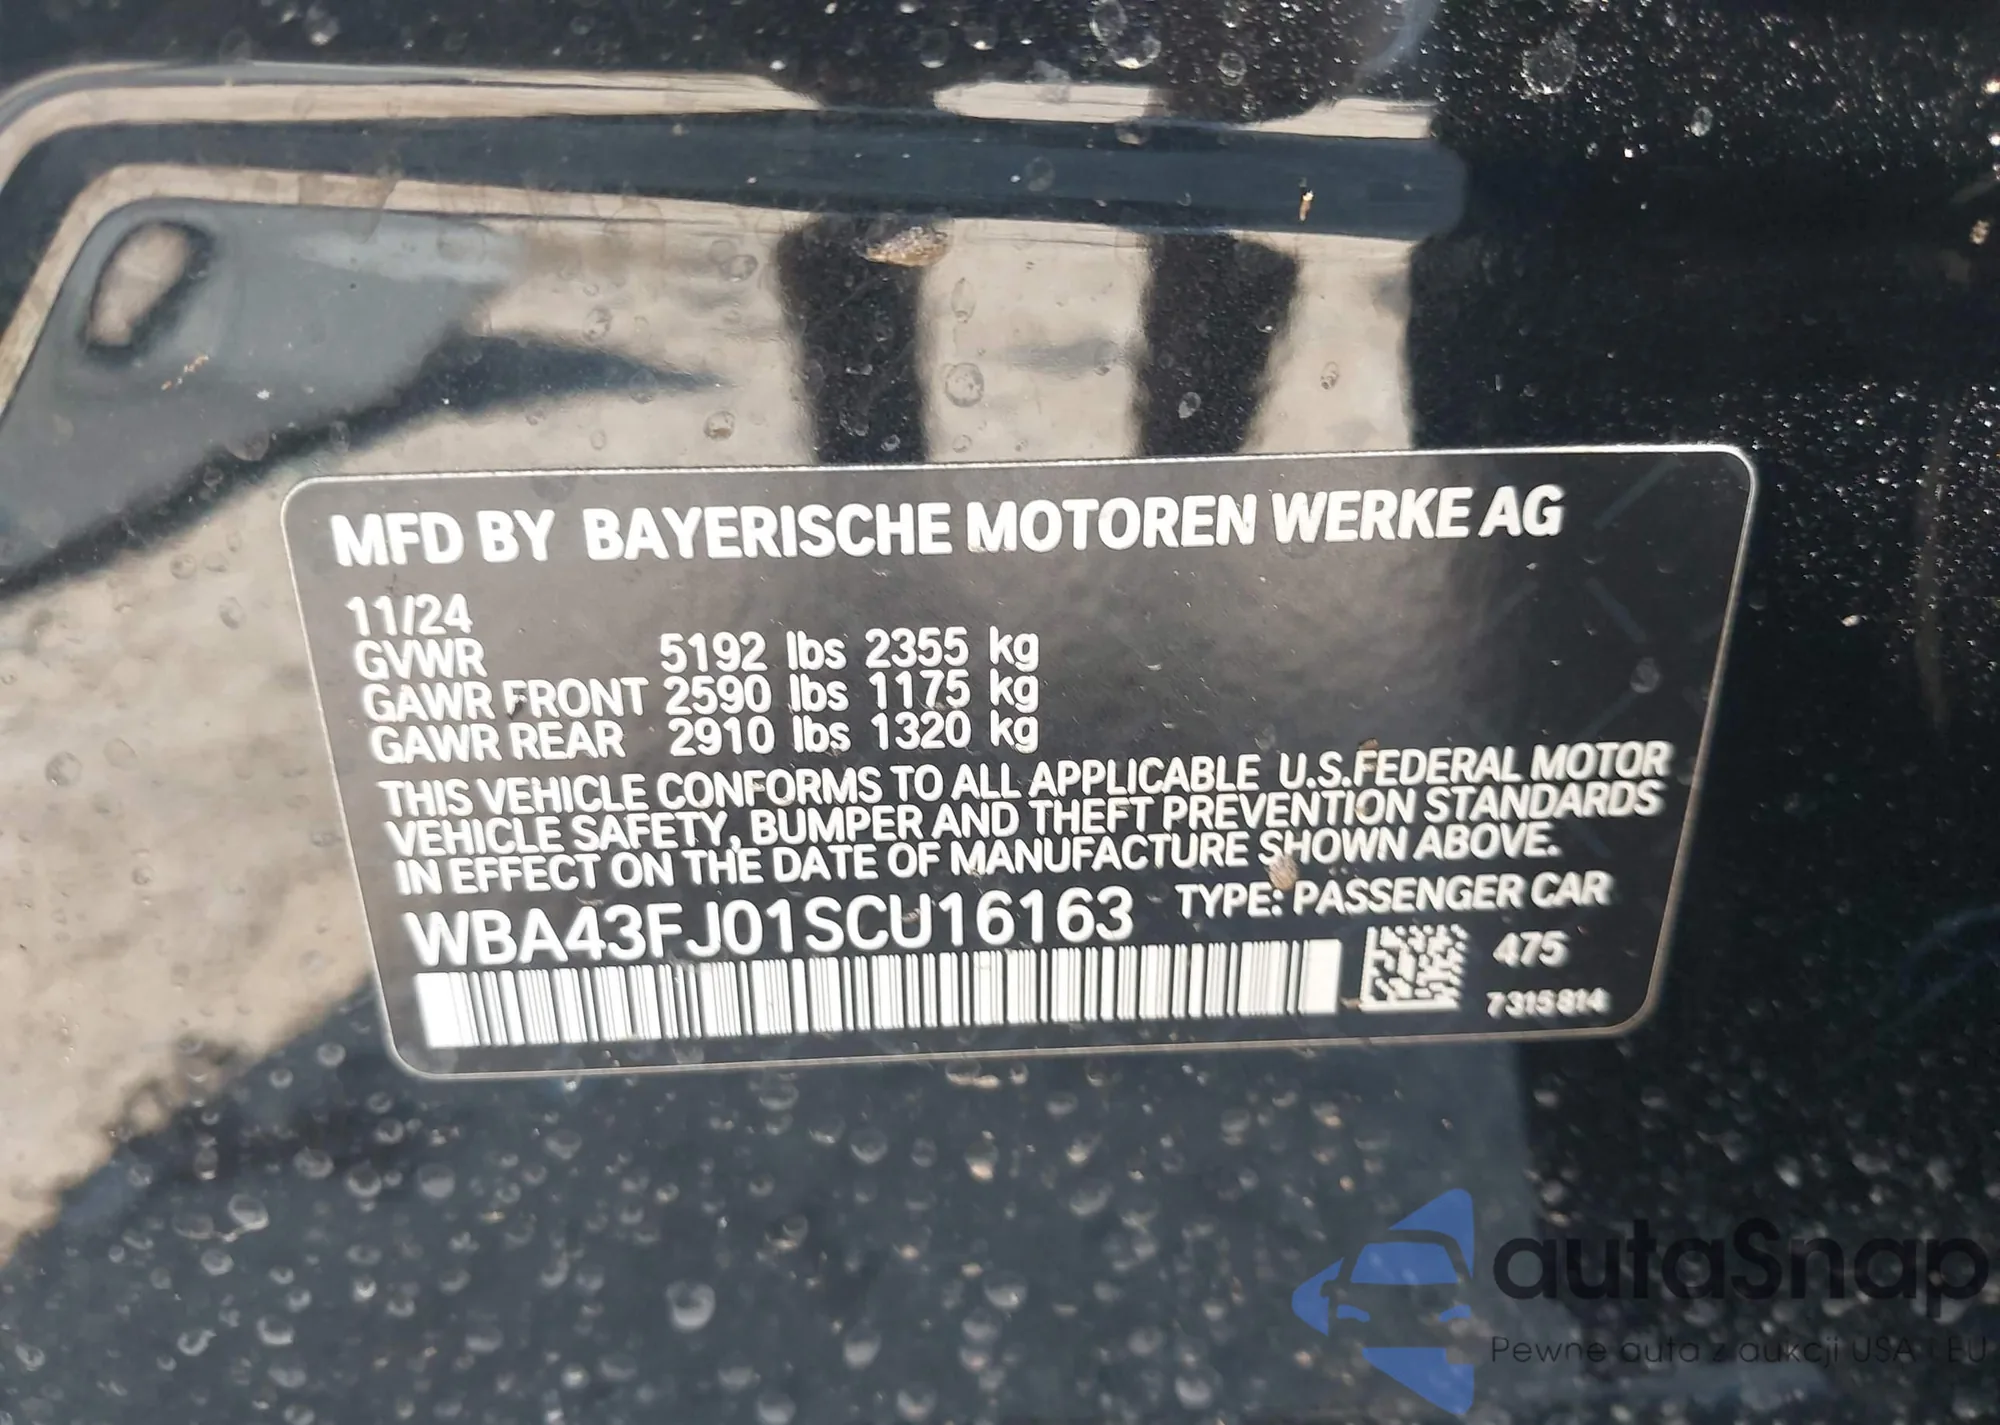 MFD BY BAYERISCHE MOTOREN WERKE AG
11/24
GVWR 5192 lbs 2355 kg
GAWR FRONT 2590 lbs 1175 kg
GAWR REAR 2910 lbs 1320 kg
THIS VEHICLE CONFORMS TO ALL APPLICABLE U.S.FEDERAL MOTOR
VEHICLE SAFETY, BUMPER AND THEFT PREVENTION STANDARDS
IN EFFECT ON THE DATE OF MANUFACTURE SHOWN ABOVE.
WBA43FJ01SCU16163 TYPE: PASSENGER CAR
475
7315814
autaSnap
Pewne auta z aukcji USA i EU